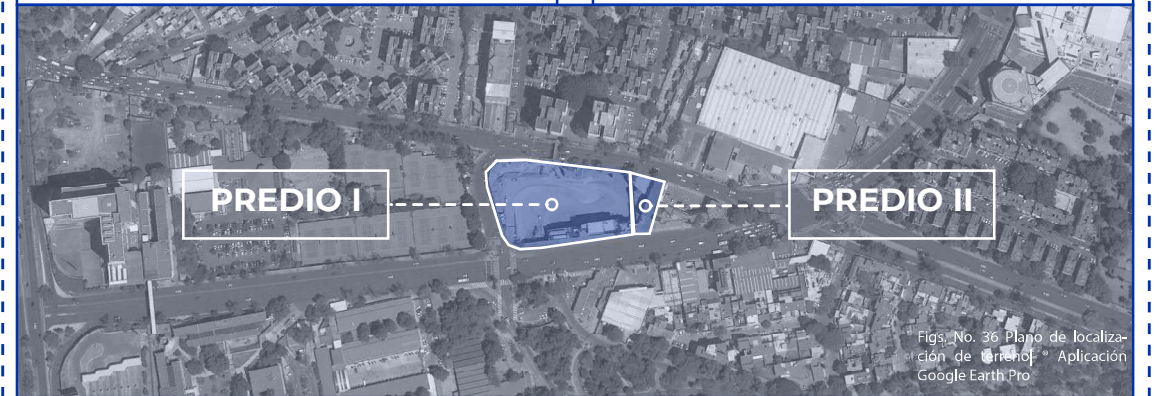 PREDIO I
PREDIO II
Figs. No. 36 Plano de localiza-
ción de terreno| ® Aplicación
Google Earth Pro